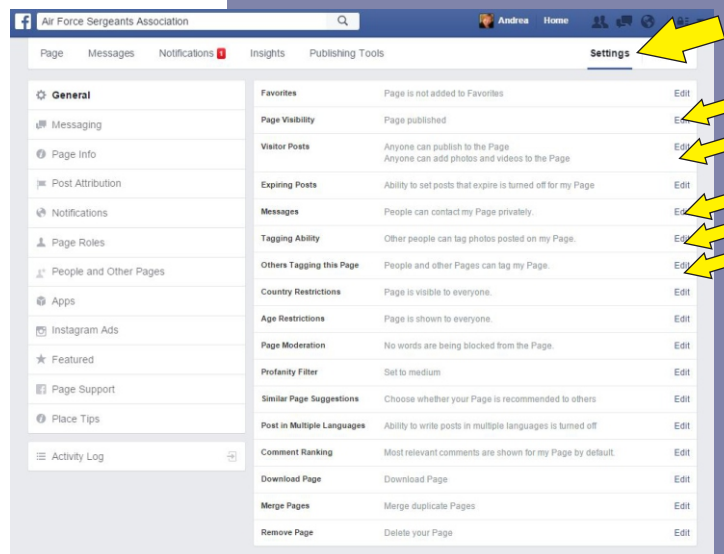 Air Force Sergeants Association
Andrea Home
Page Messages Notifications 1 Insights Publishing Tools Settings
General
Messaging
Page Info
Post Attribution
Notifications
Page Roles
People and Other Pages
Apps
Instagram Ads
Featured
Page Support
Place Tips
Activity Log
Favorites Page is not added to Favorites Edit
Page Visibility Page published Edit
Visitor Posts Anyone can publish to the Page Edit
Anyone can add photos and videos to the Page
Expiring Posts Ability to set posts that expire is turned off for my Page Edit
Messages People can contact my Page privately. Edit
Tagging Ability Other people can tag photos posted on my Page. Edit
Others Tagging this Page People and other Pages can tag my Page. Edit
Country Restrictions Page is visible to everyone. Edit
Age Restrictions Page is shown to everyone. Edit
Page Moderation No words are being blocked from the Page. Edit
Profanity Filter Set to medium Edit
Similar Page Suggestions Choose whether your Page is recommended to others Edit
Post in Multiple Languages Ability to write posts in multiple languages is turned off Edit
Comment Ranking Most relevant comments are shown for my Page by default. Edit
Download Page Download Page Edit
Merge Pages Merge duplicate Pages Edit
Remove Page Delete your Page Edit